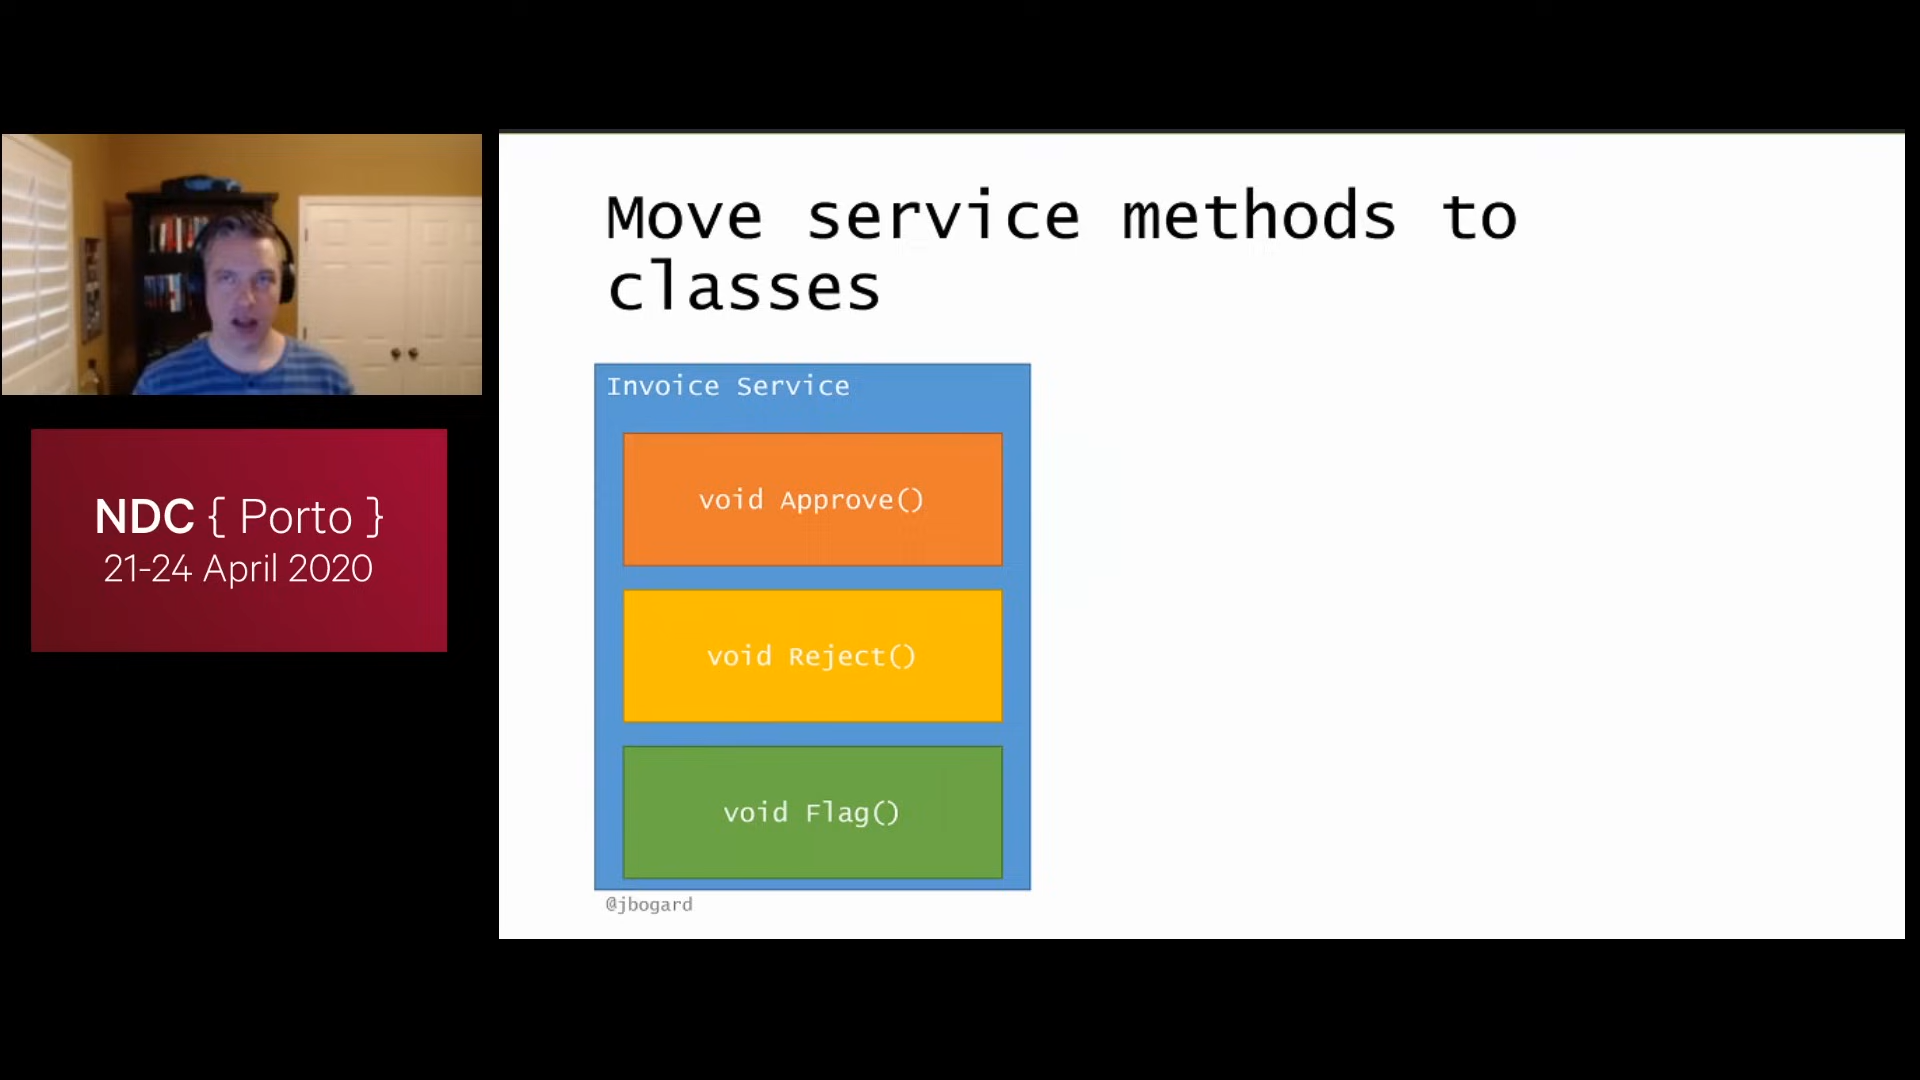 Move service methods to
classes
Invoice Service
void Approve()
void Reject()
void Flag()
@jbogard
NDC { Porto }
21-24 April 2020